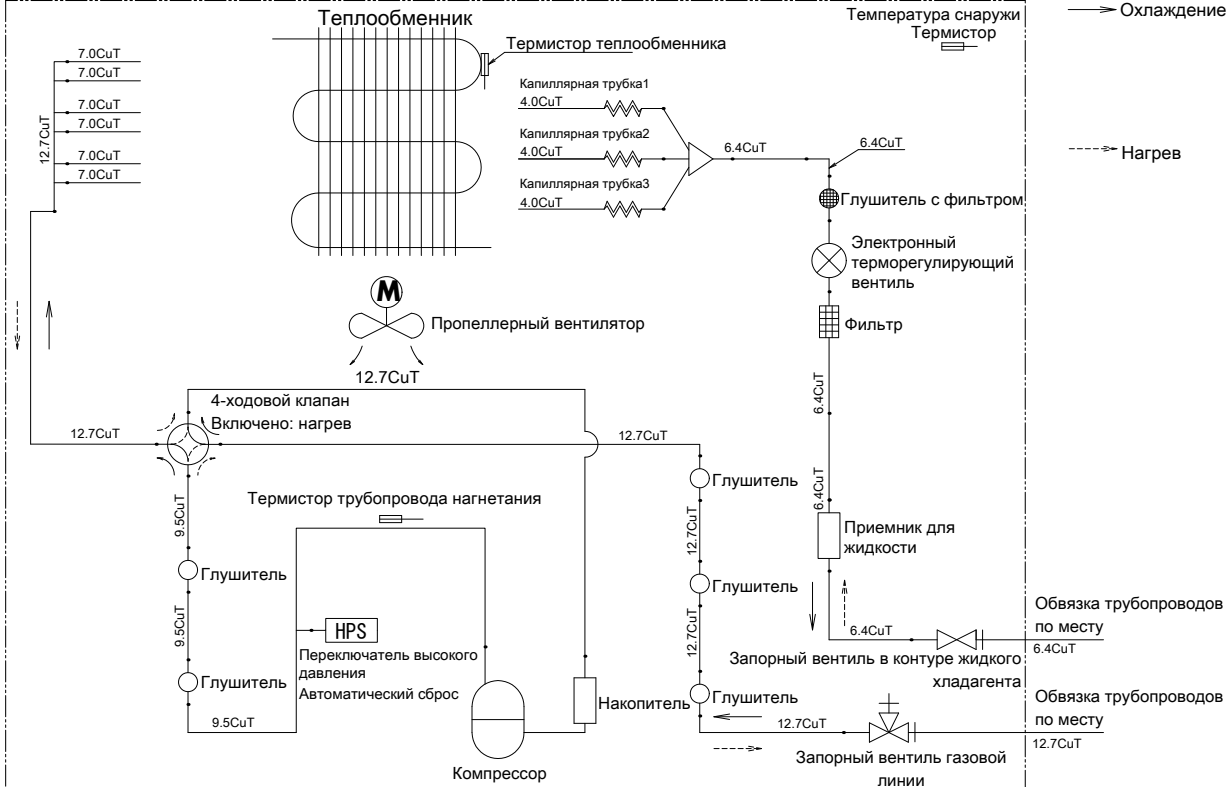 Теплообменник
Температура снаружи
Термистор
Охлаждение
Термистор теплообменника
7.0CuT
7.0CuT
7.0CuT
7.0CuT
7.0CuT
7.0CuT
12.7CuT
Капиллярная трубка1
4.0CuT
Капиллярная трубка2
4.0CuT
Капиллярная трубка3
4.0CuT
6.4CuT
6.4CuT
Нагрев
Глушитель с фильтром
Электронный
терморегулирующий
вентиль
Фильтр
M
Пропеллерный вентилятор
12.7CuT
4-ходовой клапан
Включено: нагрев
12.7CuT
12.7CuT
6.4CuT
6.4CuT
Глушитель
Термистор трубопровода нагнетания
9.5CuT
12.7CuT
Приемник для
жидкости
Глушитель
Глушитель
9.5CuT
HPS
Переключатель высокого
давления
Автоматический сброс
12.7CuT
6.4CuT
Обвязка трубопроводов
по месту
6.4CuT
Запорный вентиль в контуре жидкого
хладагента
Глушитель
9.5CuT
Накопитель
Глушитель
12.7CuT
Обвязка трубопроводов
по месту
12.7CuT
Компрессор
Запорный вентиль газовой
линии